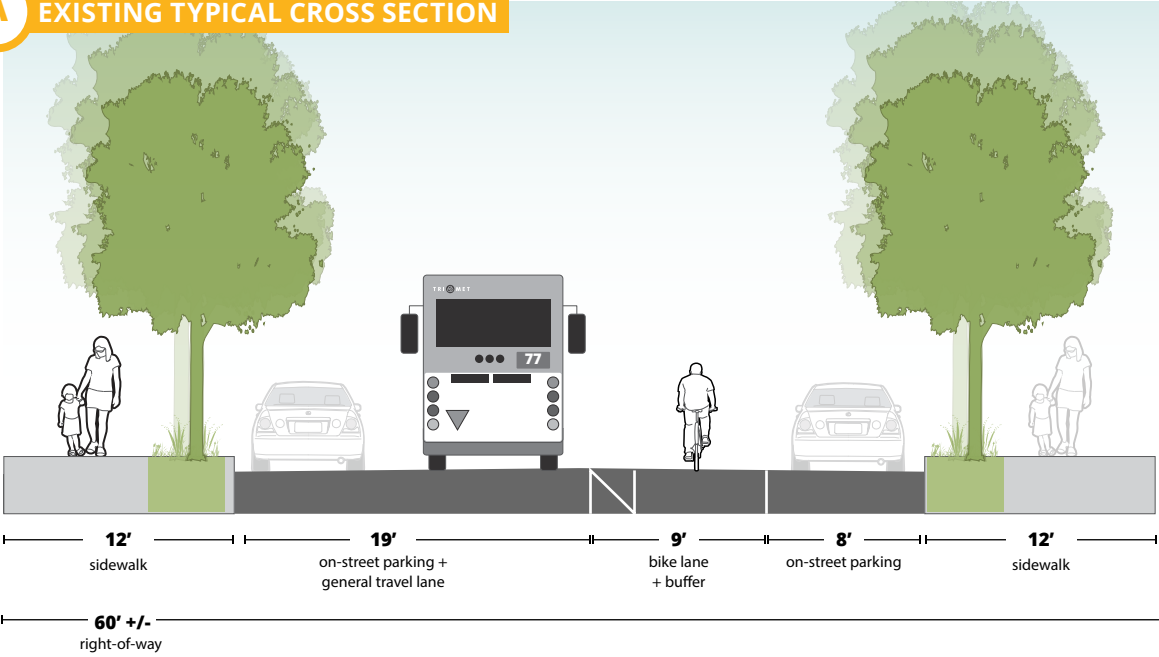 A
EXISTING TYPICAL CROSS SECTION
TRI MET
77
12’
sidewalk
19’
on-street parking +
general travel lane
9’
bike lane
+ buffer
8’
on-street parking
12’
sidewalk
60’ +/-
right-of-way